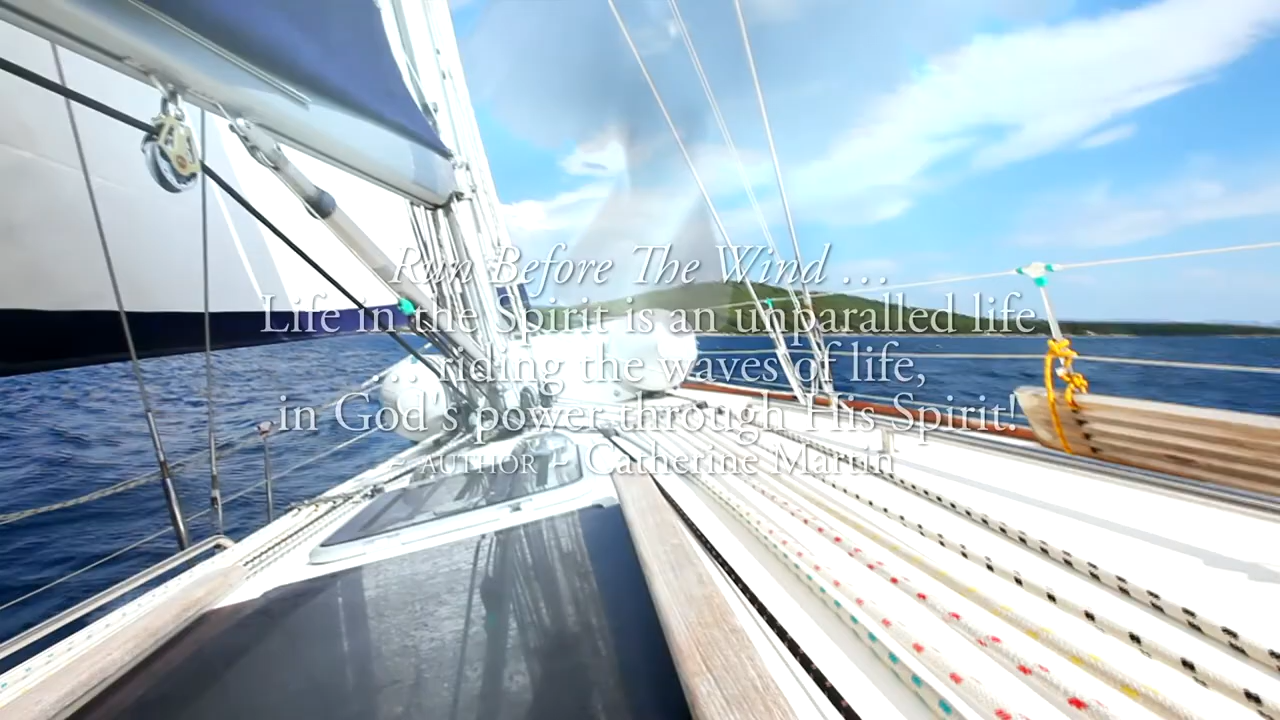 Run Before The Wind ...
Life in the Spirit is an unparalled life
... riding the waves of life,
in God's power through His Spirit!
~ AUTHOR ~ Catherine Martin